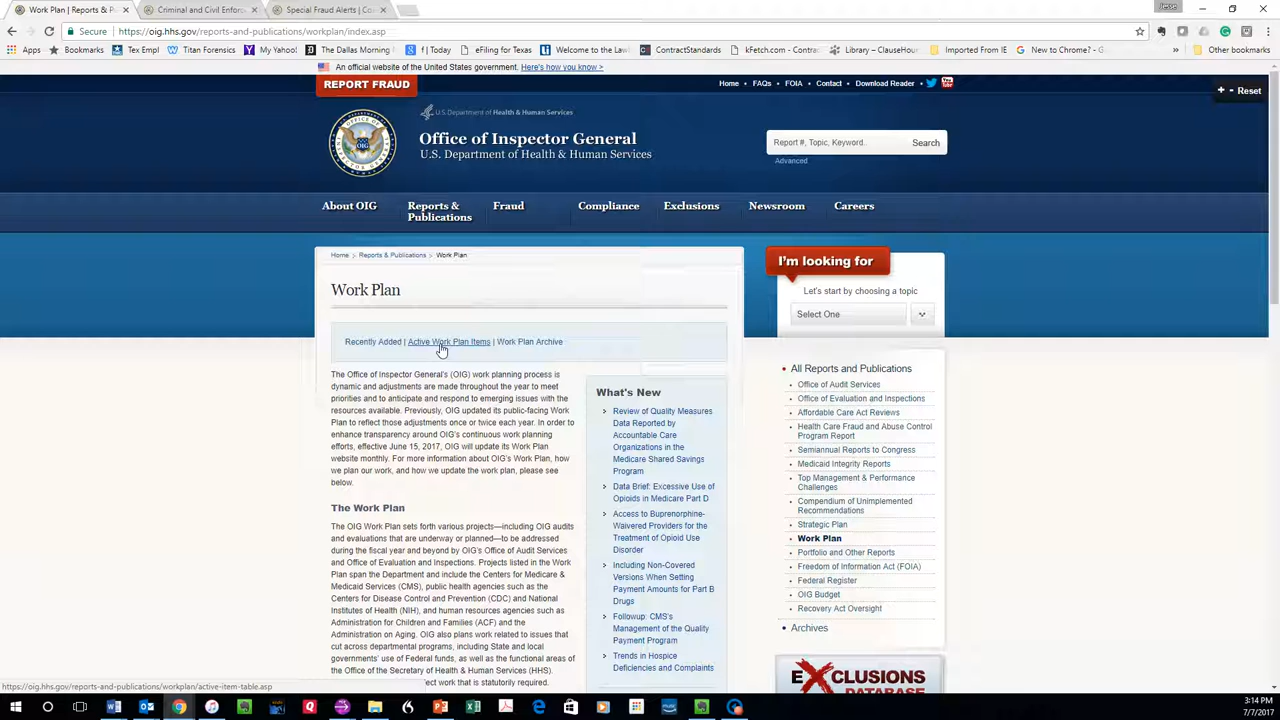 Work Plan | Reports & P
Criminal and Civil Enforc
Special Fraud Alerts | Co
Secure | https://oig.hhs.gov/reports-and-publications/workplan/index.asp
Apps Bookmarks Tex Empl Titan Forensics My Yahoo! The Dallas Morning f | Today eFiling for Texas Welcome to the Law ContractStandards kFetch.com - Contrac Library – ClauseHou Imported From IE New to Chrome? - G Other bookmarks
An official website of the United States government. Here's how you know >
REPORT FRAUD
Home • FAQs • FOIA • Contact • Download Reader •
+ - Reset
U.S. Department of Health & Human Services
Office of Inspector General
U.S. Department of Health & Human Services
Report #, Topic, Keyword. Search
Advanced
About OIG
Reports &
Publications
Fraud
Compliance
Exclusions
Newsroom
Careers
Home > Reports & Publications > Work Plan
Work Plan
Recently Added | Active Work Plan Items | Work Plan Archive
The Office of Inspector General's (OIG) work planning process is
dynamic and adjustments are made throughout the year to meet
priorities and to anticipate and respond to emerging issues with the
resources available. Previously, OIG updated its public-facing Work
Plan to reflect those adjustments once or twice each year. In order to
enhance transparency around OIG's continuous work planning
efforts, effective June 15, 2017, OIG will update its Work Plan
website monthly. For more information about OIG's Work Plan, how
we plan our work, and how we update the work plan, please see
below.
The Work Plan
The OIG Work Plan sets forth various projects—including OIG audits
and evaluations that are underway or planned—to be addressed
during the fiscal year and beyond by OIG's Office of Audit Services
and Office of Evaluation and Inspections. Projects listed in the Work
Plan span the Department and include the Centers for Medicare &
Medicaid Services (CMS), public health agencies such as the
Centers for Disease Control and Prevention (CDC) and National
Institutes of Health (NIH), and human resources agencies such as
Administration for Children and Families (ACF) and the
Administration on Aging. OIG also plans work related to issues that
cut across departmental programs, including State and local
governments' use of Federal funds, as well as the functional areas of
the Office of the Secretary of Health & Human Services (HHS).
ect work that is statutorily required.
What's New
Review of Quality Measures
Data Reported by
Accountable Care
Organizations in the
Medicare Shared Savings
Program
Data Brief: Excessive Use of
Opioids in Medicare Part D
Access to Buprenorphine-
Waivered Providers for the
Treatment of Opioid Use
Disorder
Including Non-Covered
Versions When Setting
Payment Amounts for Part B
Drugs
Followup: CMS's
Management of the Quality
Payment Program
Trends in Hospice
Deficiencies and Complaints
I'm looking for
Let's start by choosing a topic
Select One
All Reports and Publications
Office of Audit Services
Office of Evaluation and Inspections
Affordable Care Act Reviews
Health Care Fraud and Abuse Control
Program Report
Semiannual Reports to Congress
Medicaid Integrity Reports
Top Management & Performance
Challenges
Compendium of Unimplemented
Recommendations
Strategic Plan
Work Plan
Portfolio and Other Reports
Freedom of Information Act (FOIA)
Federal Register
OIG Budget
Recovery Act Oversight
Archives
EXCLUSIONS
DATABASE
https://oig.hhs.gov/reports-and-publications/workplan/active-item-table.asp
3:14 PM
7/7/2017